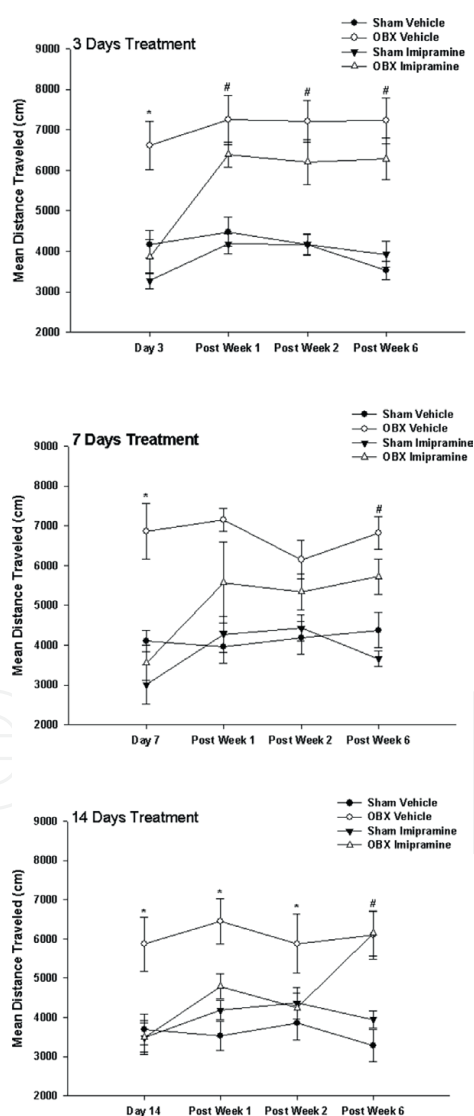 3 Days Treatment
Sham Vehicle
OBX Vehicle
Sham Imipramine
OBX Imipramine
Mean Distance Traveled (cm)
9000
8000
7000
6000
5000
4000
3000
2000
*
#
#
#
Day 3 Post Week 1 Post Week 2 Post Week 6
7 Days Treatment
Sham Vehicle
OBX Vehicle
Sham Imipramine
OBX Imipramine
Mean Distance Traveled (cm)
9000
8000
7000
6000
5000
4000
3000
2000
*
#
Day 7 Post Week 1 Post Week 2 Post Week 6
14 Days Treatment
Sham Vehicle
OBX Vehicle
Sham Imipramine
OBX Imipramine
Mean Distance Traveled (cm)
9000
8000
7000
6000
5000
4000
3000
2000
*
*
*
#
Day 14 Post Week 1 Post Week 2 Post Week 6